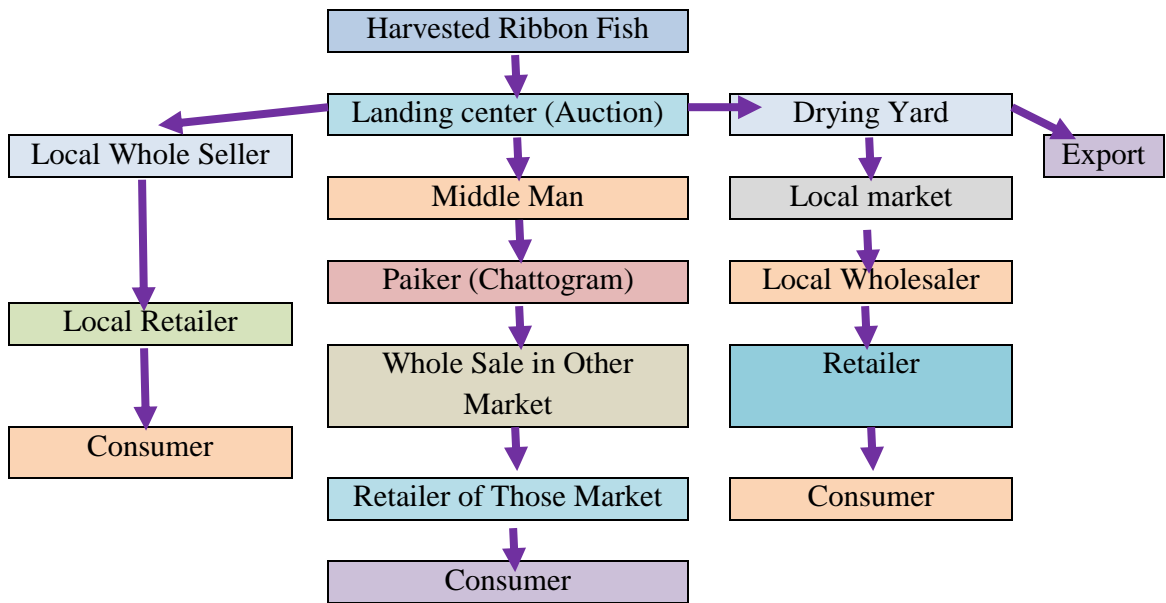 Harvested Ribbon Fish
Landing center (Auction)
Drying Yard
Local Whole Seller
Export
Middle Man
Local market
Paiker (Chattogram)
Local Wholesaler
Local Retailer
Whole Sale in Other
Market
Retailer
Consumer
Retailer of Those Market
Consumer
Consumer